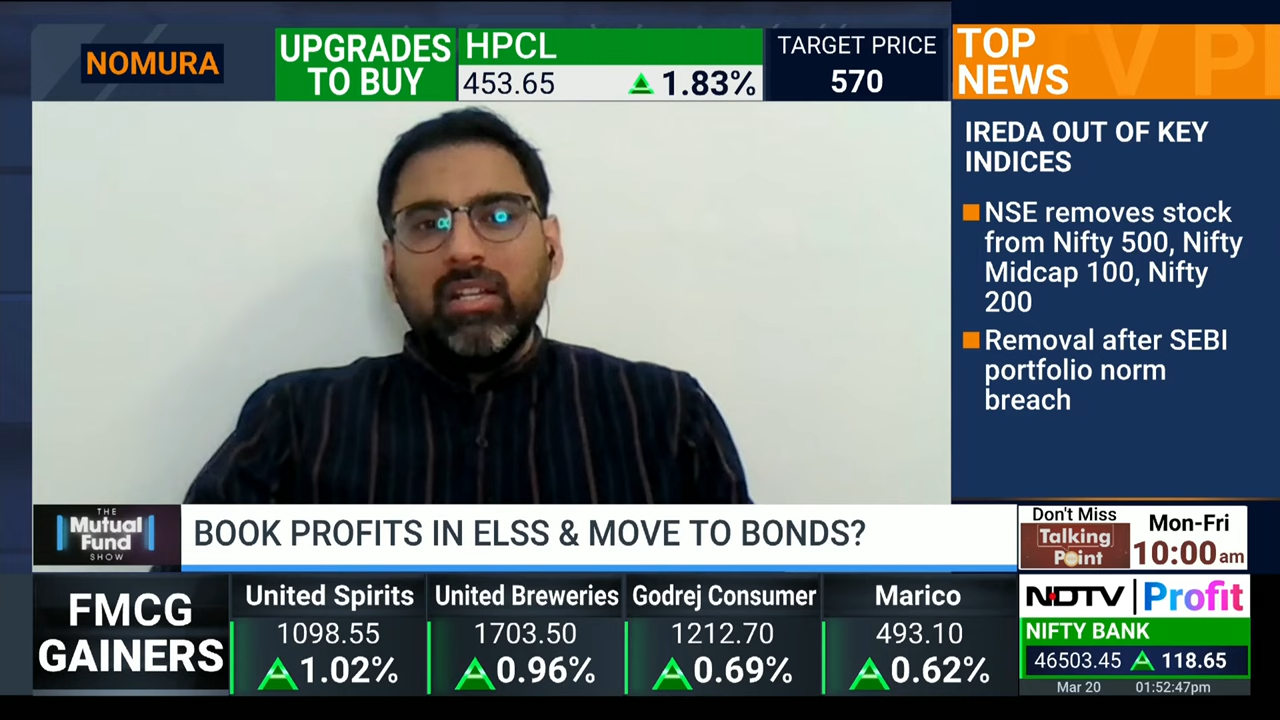 NOMURA
UPGRADES
TO BUY
HPCL
453.65 1.83%
TARGET PRICE
570
TOP
NEWS
IREDA OUT OF KEY
INDICES
NSE removes stock
from Nifty 500, Nifty
Midcap 100, Nifty
200
Removal after SEBI
portfolio norm
breach
THE
Mutual
Fund
SHOW
BOOK PROFITS IN ELSS & MOVE TO BONDS?
Don't Miss
Talking
Point
Mon-Fri
10:00am
FMCG
GAINERS
United Spirits
1098.55
1.02%
United Breweries
1703.50
0.96%
Godrej Consumer
1212.70
0.69%
Marico
493.10
0.62%
NDTV Profit
NIFTY BANK
46503.45 118.65
Mar 20 01:52:47pm